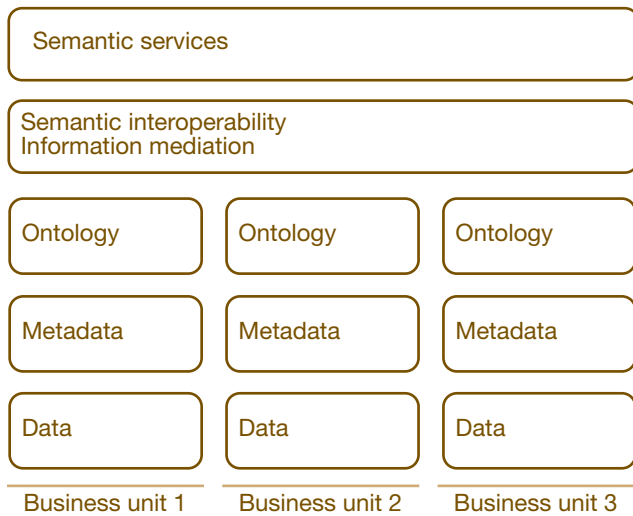 Semantic services
Semantic interoperability
Information mediation
Ontology Ontology Ontology
Metadata Metadata Metadata
Data Data Data
Business unit 1 Business unit 2 Business unit 3